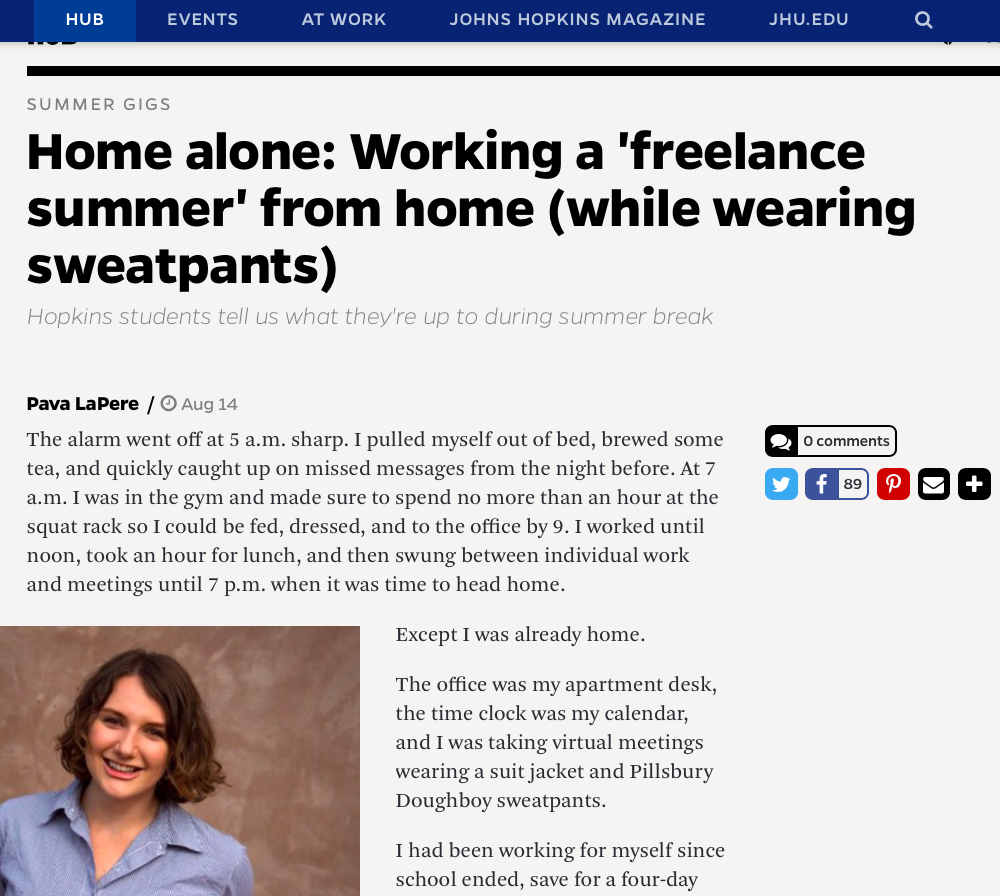 HUB EVENTS AT WORK JOHNS HOPKINS MAGAZINE JHU.EDU
SUMMER GIGS
Home alone: Working a 'freelance
summer' from home (while wearing
sweatpants)
Hopkins students tell us what they're up to during summer break
Pava LaPere / Aug 14
The alarm went off at 5 a.m. sharp. I pulled myself out of bed, brewed some
tea, and quickly caught up on missed messages from the night before. At 7
a.m. I was in the gym and made sure to spend no more than an hour at the
squat rack so I could be fed, dressed, and to the office by 9. I worked until
noon, took an hour for lunch, and then swung between individual work
and meetings until 7 p.m. when it was time to head home.
0 comments
89
Except I was already home.
The office was my apartment desk,
the time clock was my calendar,
and I was taking virtual meetings
wearing a suit jacket and Pillsbury
Doughboy sweatpants.
I had been working for myself since
school ended, save for a four-day